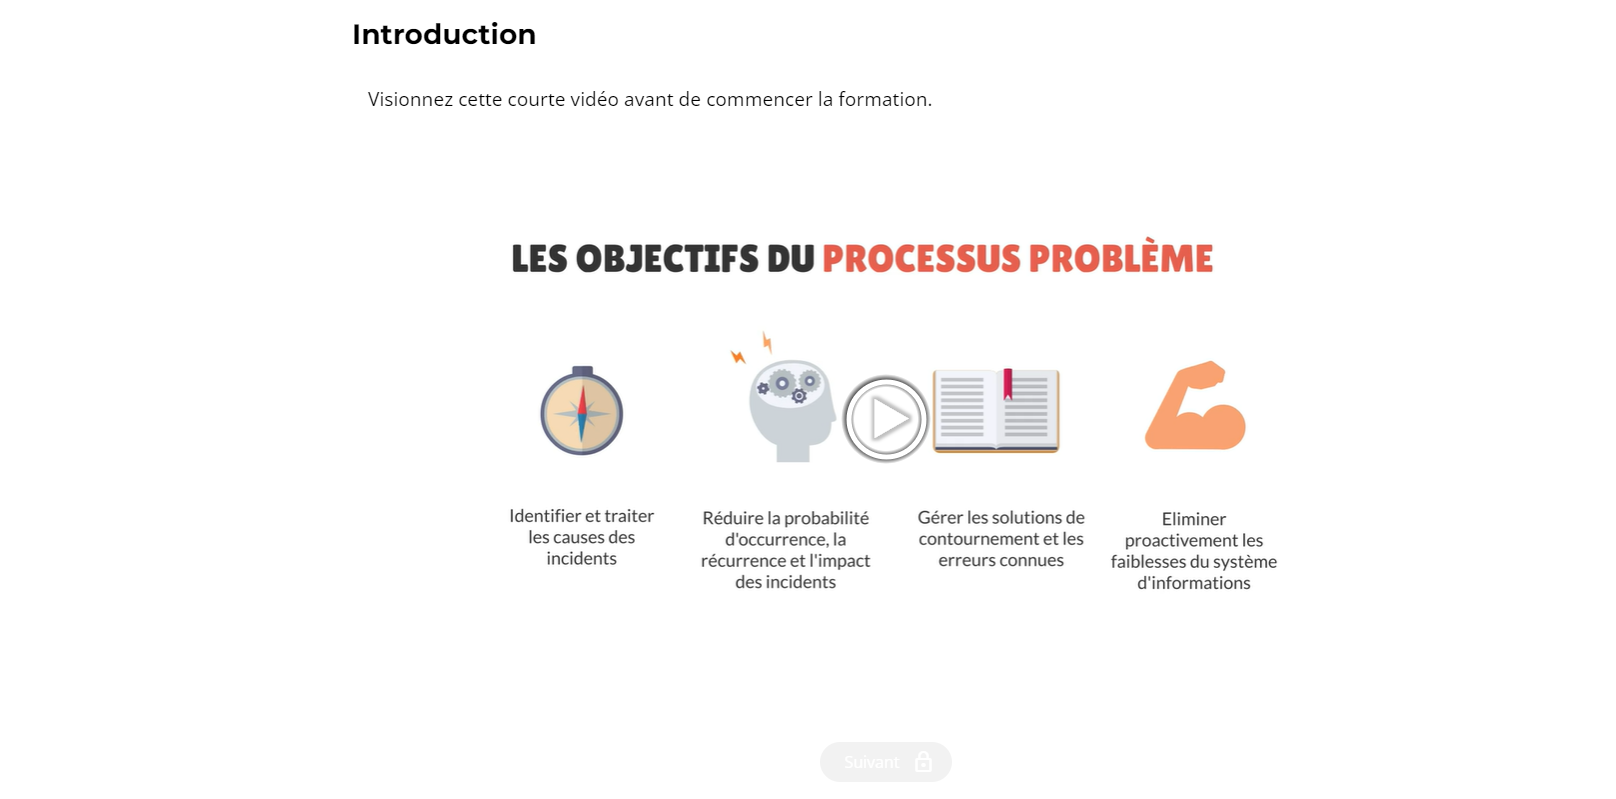 Introduction
Visionnez cette courte vidéo avant de commencer la formation.
LES OBJECTIFS DU PROCESSUS PROBLÈME
Identifier et traiter
les causes des
incidents
Réduire la probabilité
d'occurrence, la
récurrence et l'impact
des incidents
Gérer les solutions de
contournement et les
erreurs connues
Eliminer
proactivement les
faiblesses du système
d'informations
Suivant